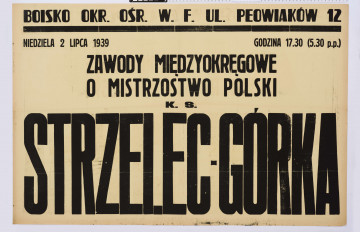 BOISKO OKR. OŚR. W. F. UL. PEOWIAKÓW 12
NIEDZIELA 2 LIPCA 1939 GODZINA 17.30 (5.30 p.p.)
ZAWODY MIĘDZYOKRĘGOWE
O MISTRZOSTWO POLSKI
K. S.
STRZELEC-GÓRKA